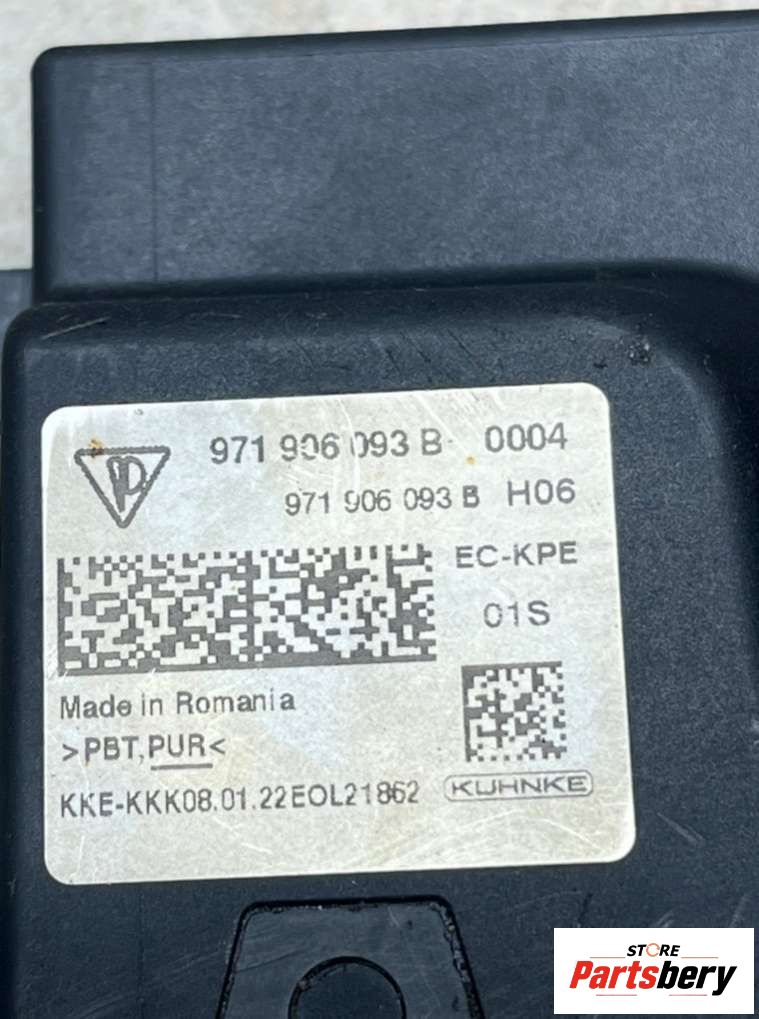 971 906 093 B 0004
971 906 093 B H06
EC-KPE
01S
Made in Romania
>PBT,PUR<
KKE-KKK08.01.22EOL21862
KUHNKE
STORE
Partsbery